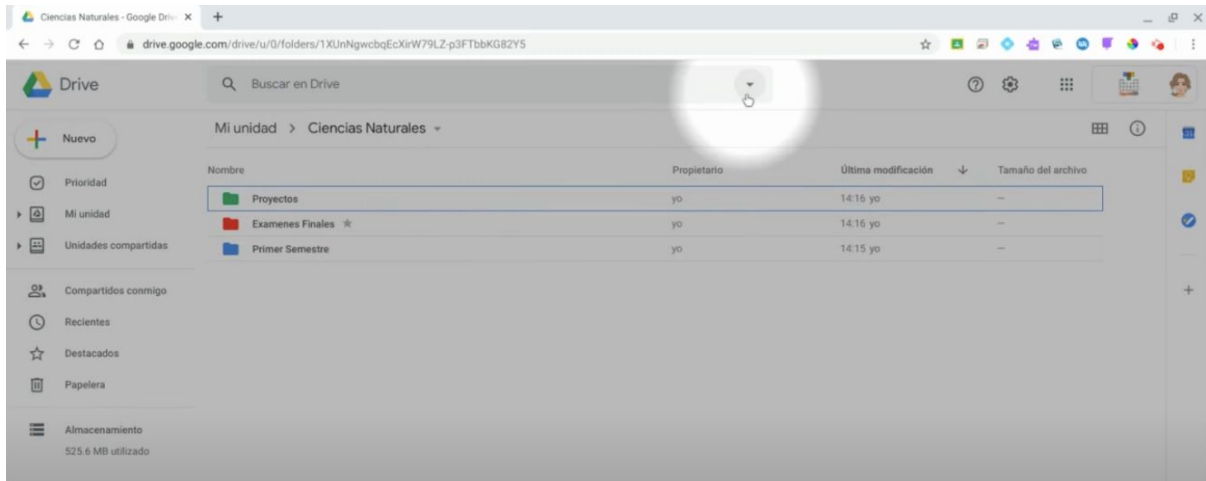 Ciencias Naturales - Google Driv
drive.google.com/drive/u/0/folders/1XUnNgwcbqEcXirW79LZ-p3FTbbKG82Y5
Drive
Buscar en Drive
Nuevo
Mi unidad > Ciencias Naturales
Nombre Propietario Última modificación Tamaño del archivo
Prioridad
Proyectos yo 14:16 yo —
Mi unidad
Examenes Finales yo 14:16 yo —
Unidades compartidas
Primer Semestre yo 14:15 yo —
Compartidos conmigo
Recientes
Destacados
Papelera
Almacenamiento
525.6 MB utilizado